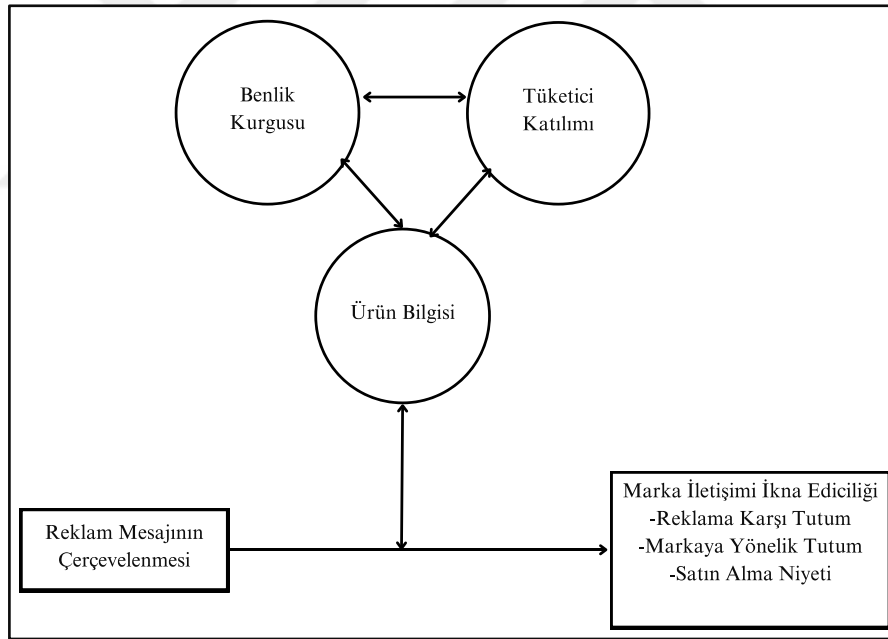 Benlik
Kurgusu
Tüketici
Katılımı
Ürün Bilgisi
Reklam Mesajının
Çerçevelenmesi
Marka İletişimi İkna Ediciliği
-Reklama Karşı Tutum
-Markaya Yönelik Tutum
-Satın Alma Niyeti